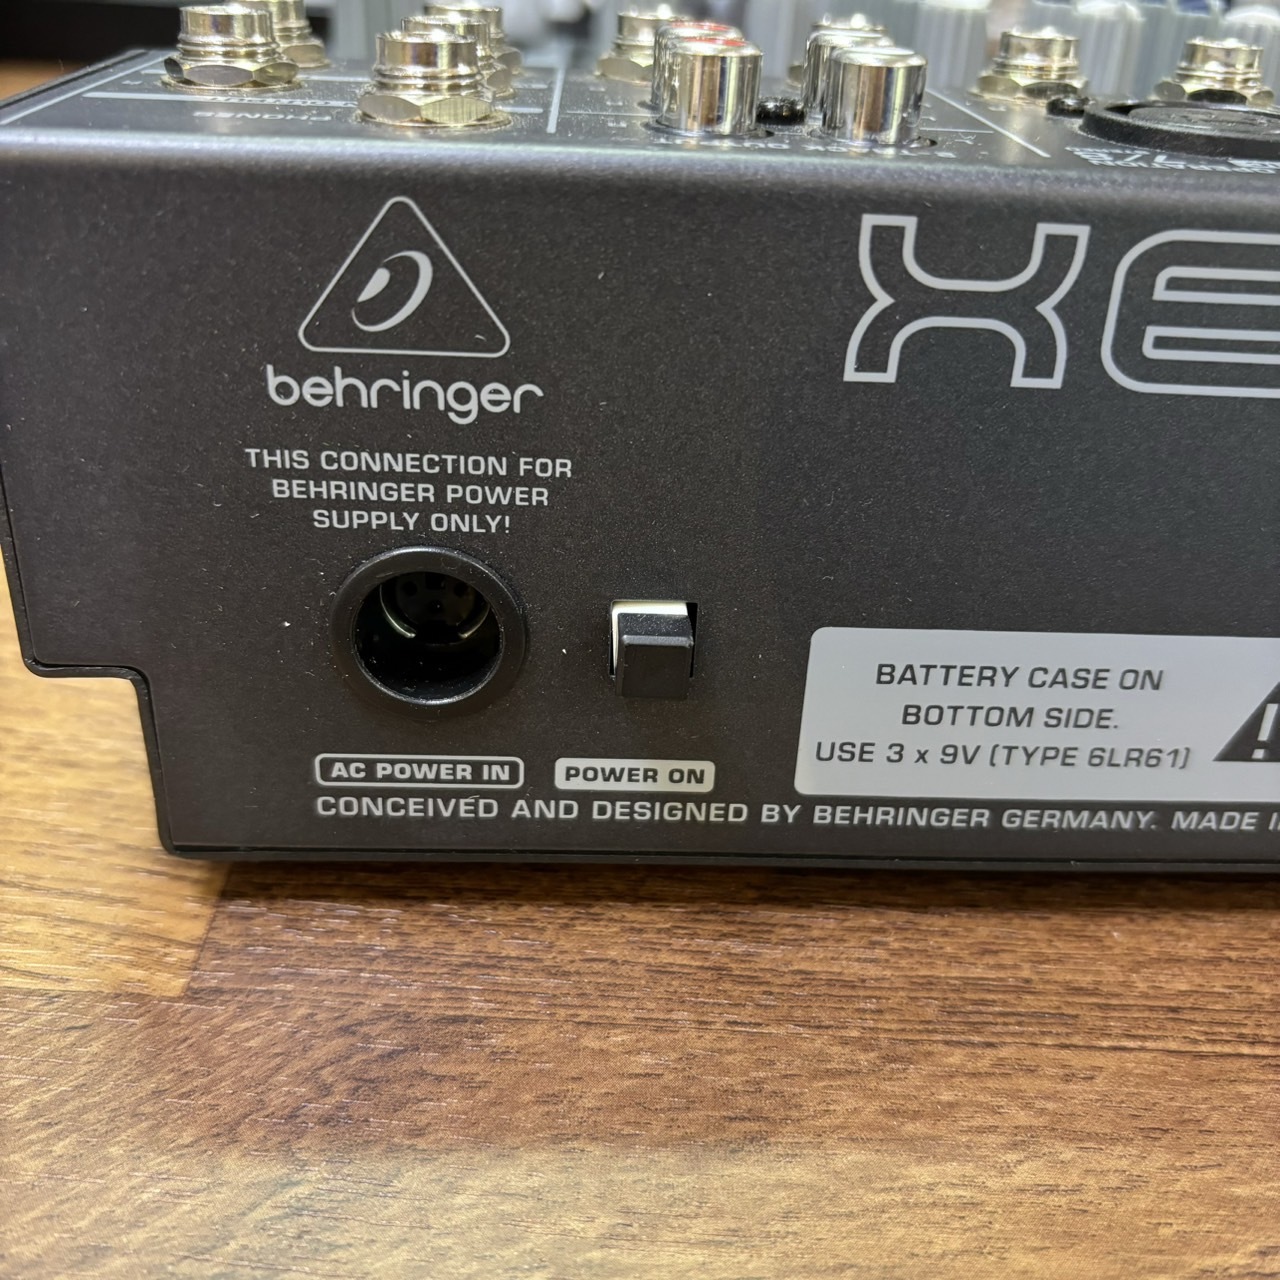 PHONES
behringer
XE
THIS CONNECTION FOR
BEHRINGER POWER
SUPPLY ONLY!
BATTERY CASE ON
BOTTOM SIDE.
USE 3 x 9V (TYPE 6LR61)
!
AC POWER IN
POWER ON
CONCEIVED AND DESIGNED BY BEHRINGER GERMANY. MADE